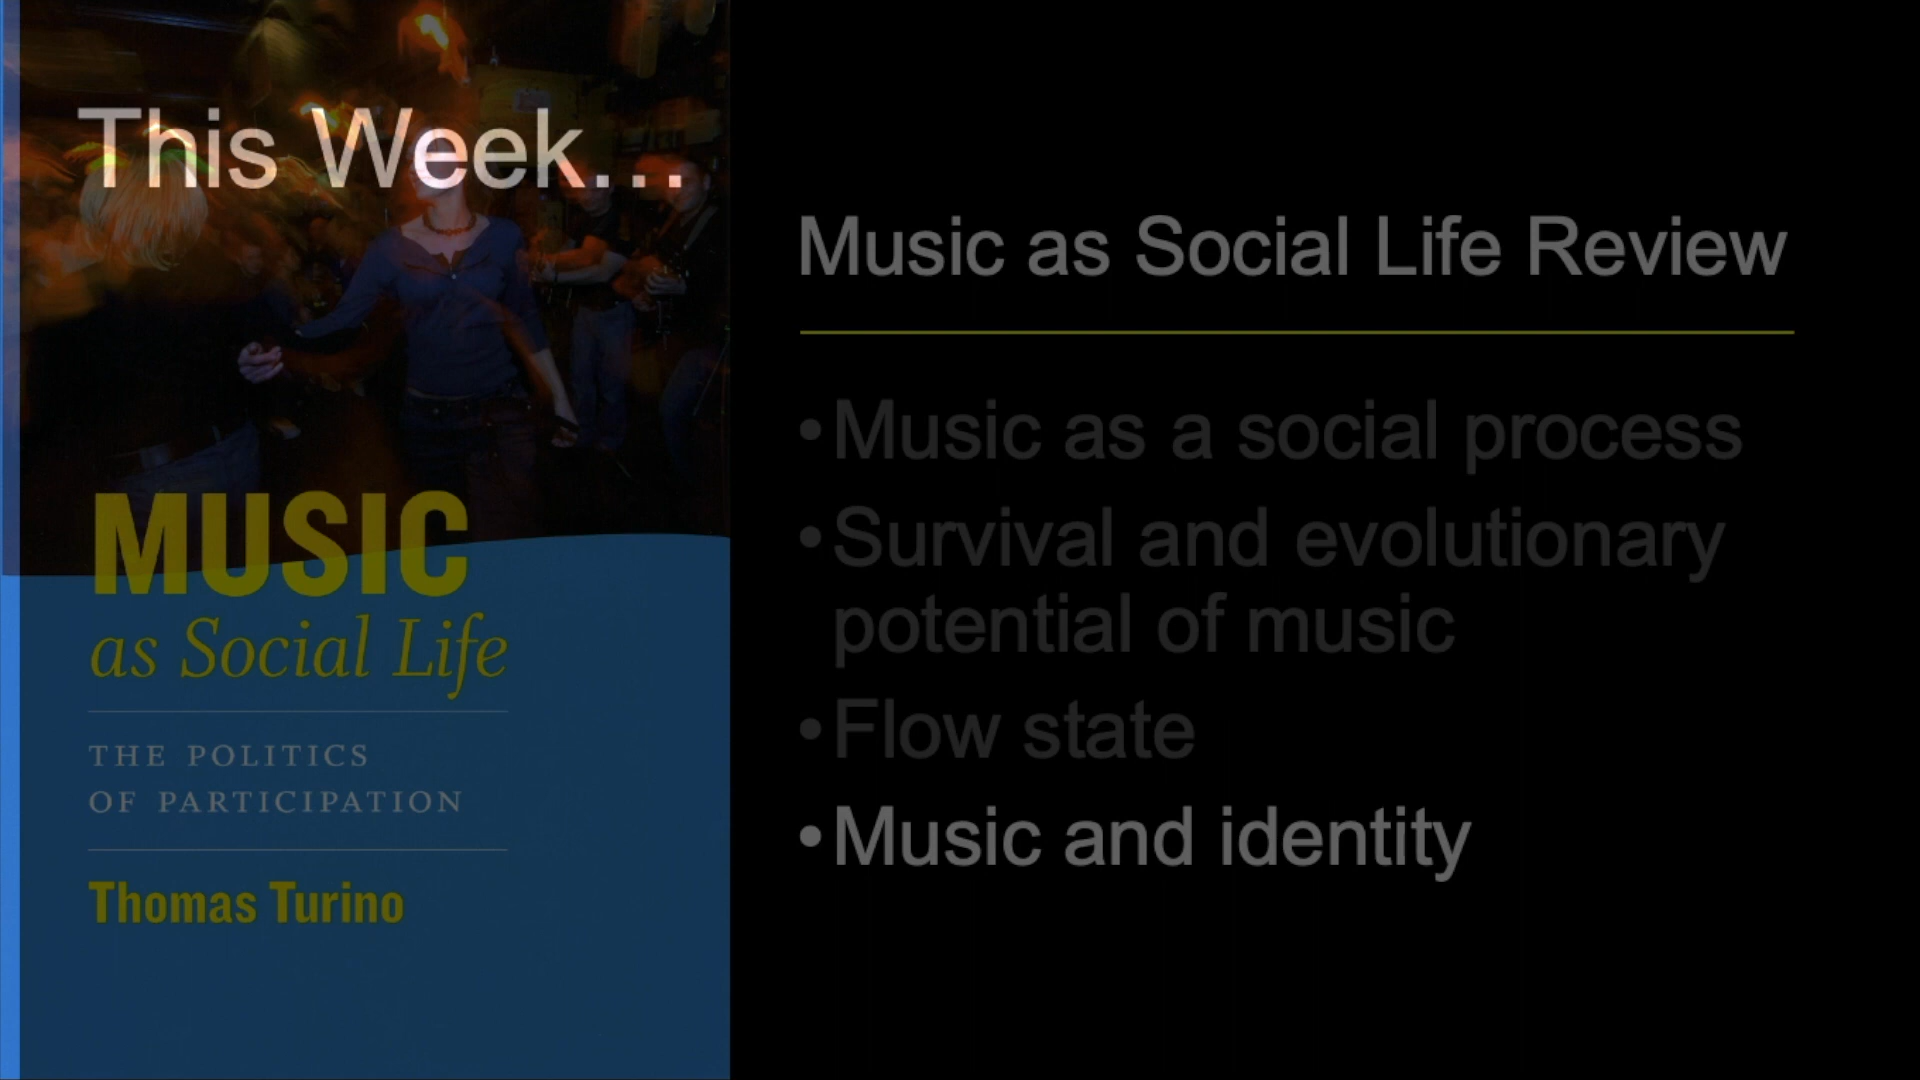 This Week…
MUSIC
as Social Life
THE POLITICS
OF PARTICIPATION
Thomas Turino
Music as Social Life Review
•Music as a social process
•Survival and evolutionary
potential of music
•Flow state
•Music and identity